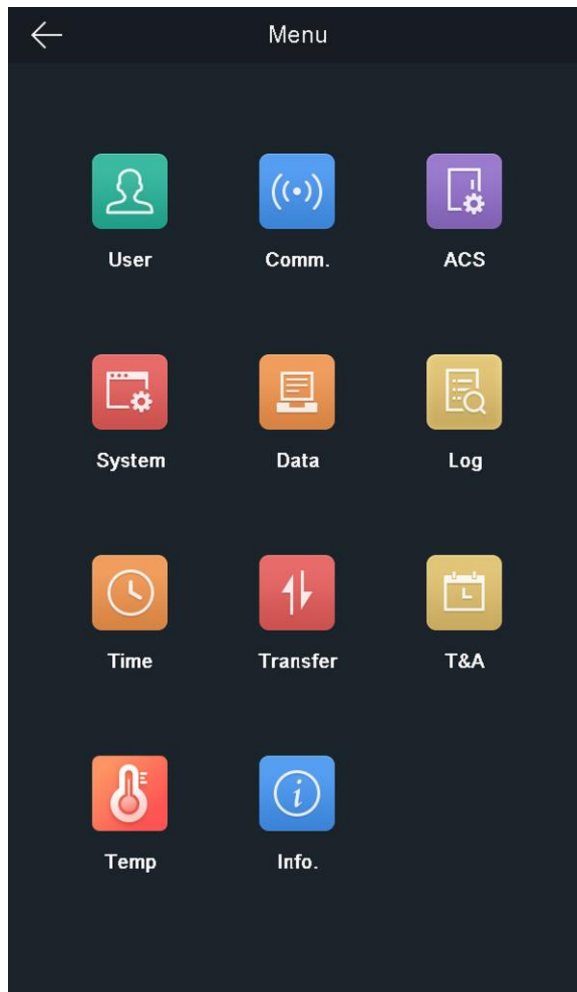 Menu
User Comm. ACS
System Data Log
Time Transfer T&A
Temp Info.